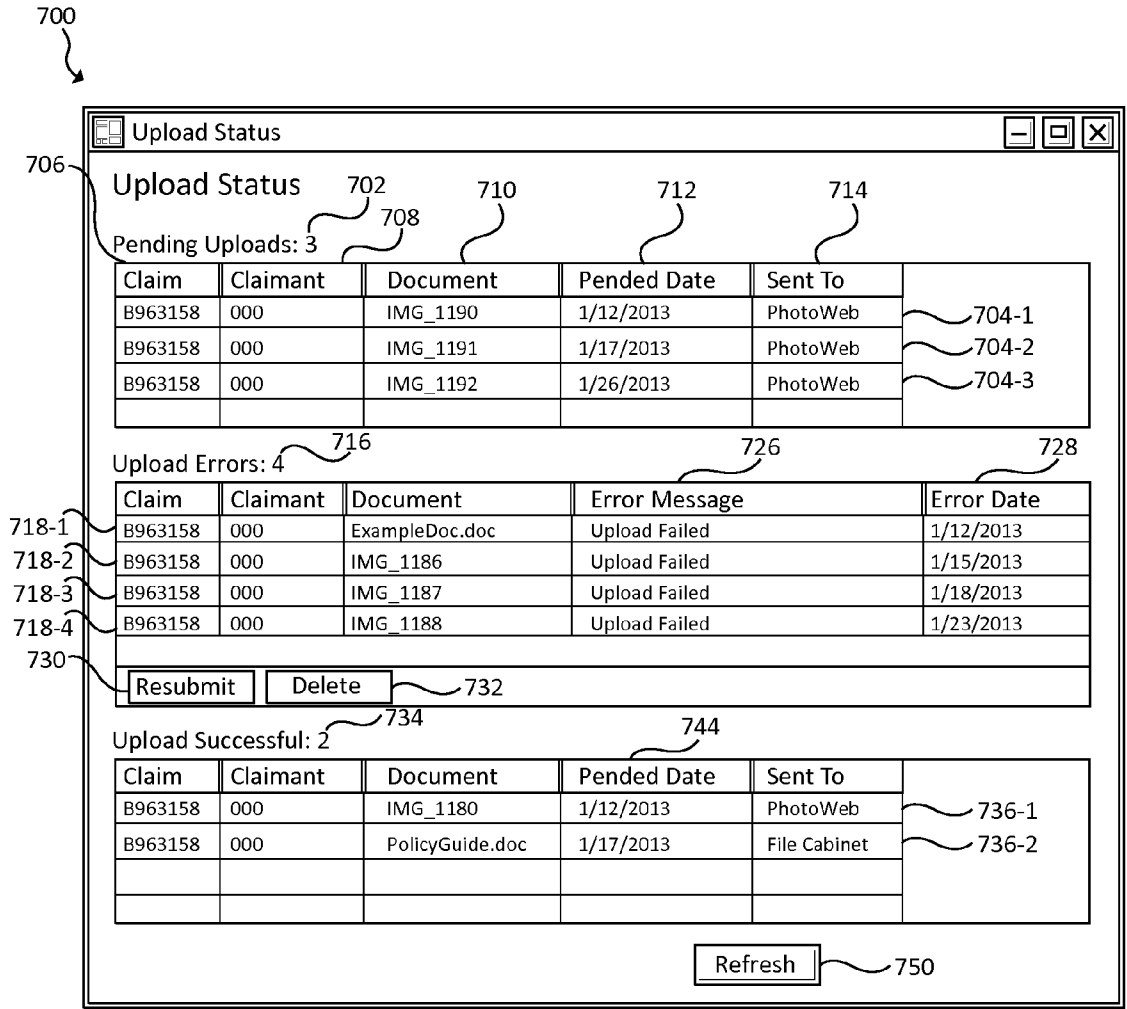 700
Upload Status
706
Upload Status 702 710 712 714
708
Pending Uploads: 3
Claim Claimant Document Pended Date Sent To
B963158 000 IMG_1190 1/12/2013 PhotoWeb 704-1
B963158 000 IMG_1191 1/17/2013 PhotoWeb 704-2
B963158 000 IMG_1192 1/26/2013 PhotoWeb 704-3
716 726 728
Upload Errors: 4
Claim Claimant Document Error Message Error Date
718-1 B963158 000 ExampleDoc.doc Upload Failed 1/12/2013
718-2 B963158 000 IMG_1186 Upload Failed 1/15/2013
718-3 B963158 000 IMG_1187 Upload Failed 1/18/2013
718-4 B963158 000 IMG_1188 Upload Failed 1/23/2013
730 Resubmit Delete 732
734 744
Upload Successful: 2
Claim Claimant Document Pended Date Sent To
B963158 000 IMG_1180 1/12/2013 PhotoWeb 736-1
B963158 000 PolicyGuide.doc 1/17/2013 File Cabinet 736-2
Refresh 750